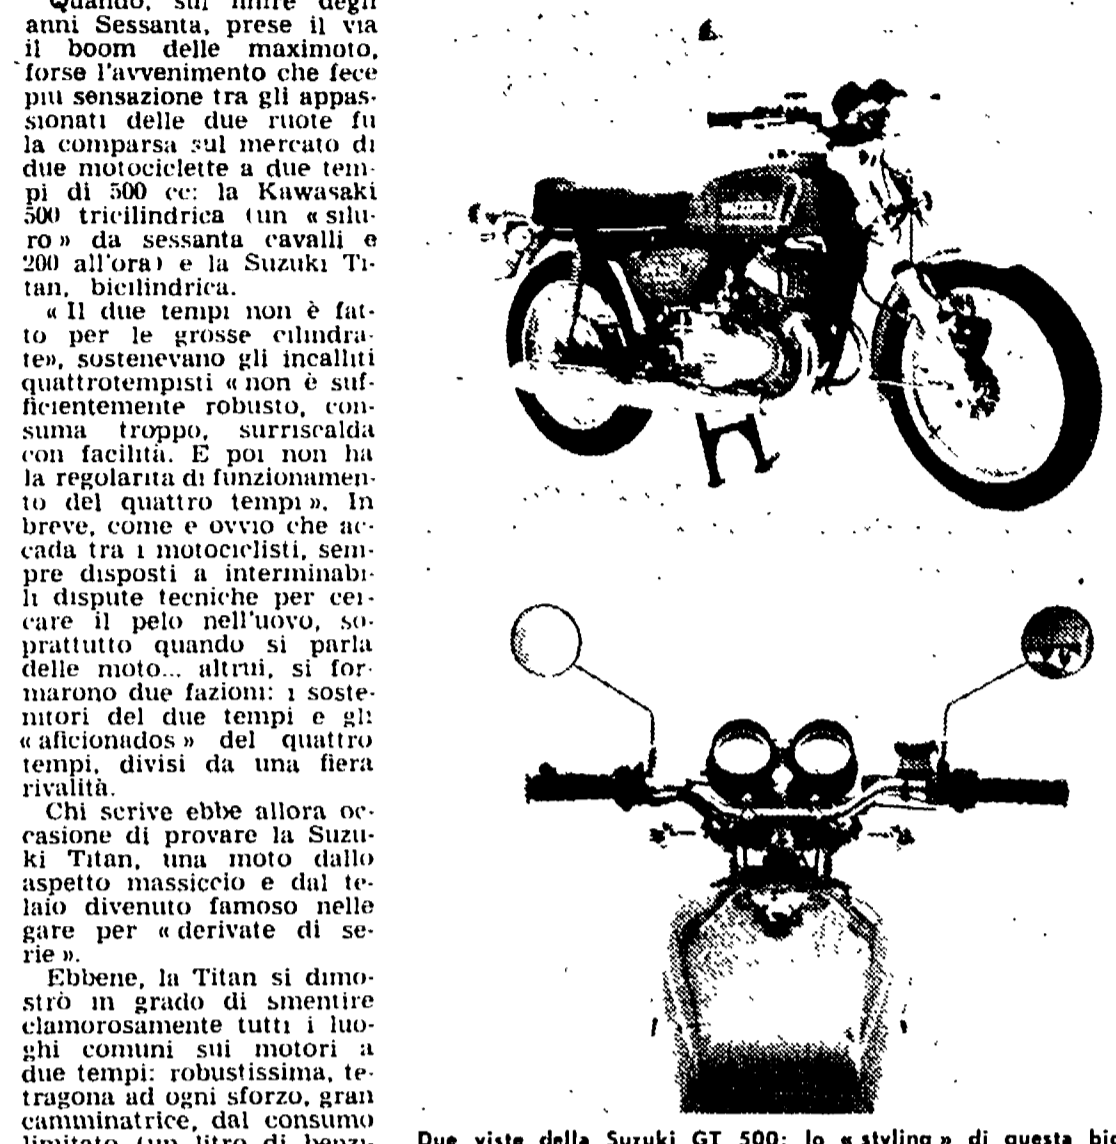 Quando, sul finire degli
anni Sessanta, prese il via
il boom delle maximoto,
forse l'avvenimento che fece
più sensazione tra gli appas-
sionati delle due ruote fu
la comparsa sul mercato di
due motociclette a due tem-
pi di 500 cc: la Kawasaki
500 tricilindrica (un « silu-
ro » da sessanta cavalli e
200 all'ora) e la Suzuki Ti-
tan, bicilindrica.
« Il due tempi non è fat-
to per le grosse cilindra-
te», sostenevano gli incalliti
quattrotempisti « non è suf-
ficientemente robusto, con-
suma troppo, surriscalda
con facilità. E poi non ha
la regolarità di funzionamen-
to del quattro tempi ». In
breve, come è ovvio che ac-
cada tra i motociclisti, sem-
pre disposti a interminabi-
li dispute tecniche per cer-
care il pelo nell'uovo, so-
prattutto quando si parla
delle moto... altrui, si for-
marono due fazioni: i soste-
nitori del due tempi e gli
« aficionados » del quattro
tempi, divisi da una fiera
rivalità.
Chi scrive ebbe allora oc-
casione di provare la Suzu-
ki Titan, una moto dallo
aspetto massiccio e dal te-
laio divenuto famoso nelle
gare per « derivate di se-
rie ».
Ebbene, la Titan si dimo-
strò in grado di smentire
clamorosamente tutti i luo-
ghi comuni sui motori a
due tempi: robustissima, te-
tragona ad ogni sforzo, gran
camminatrice, dal consumo
limitato (un litro di benzi-
Due viste della Suzuki GT 500: lo « styling » di questa bic